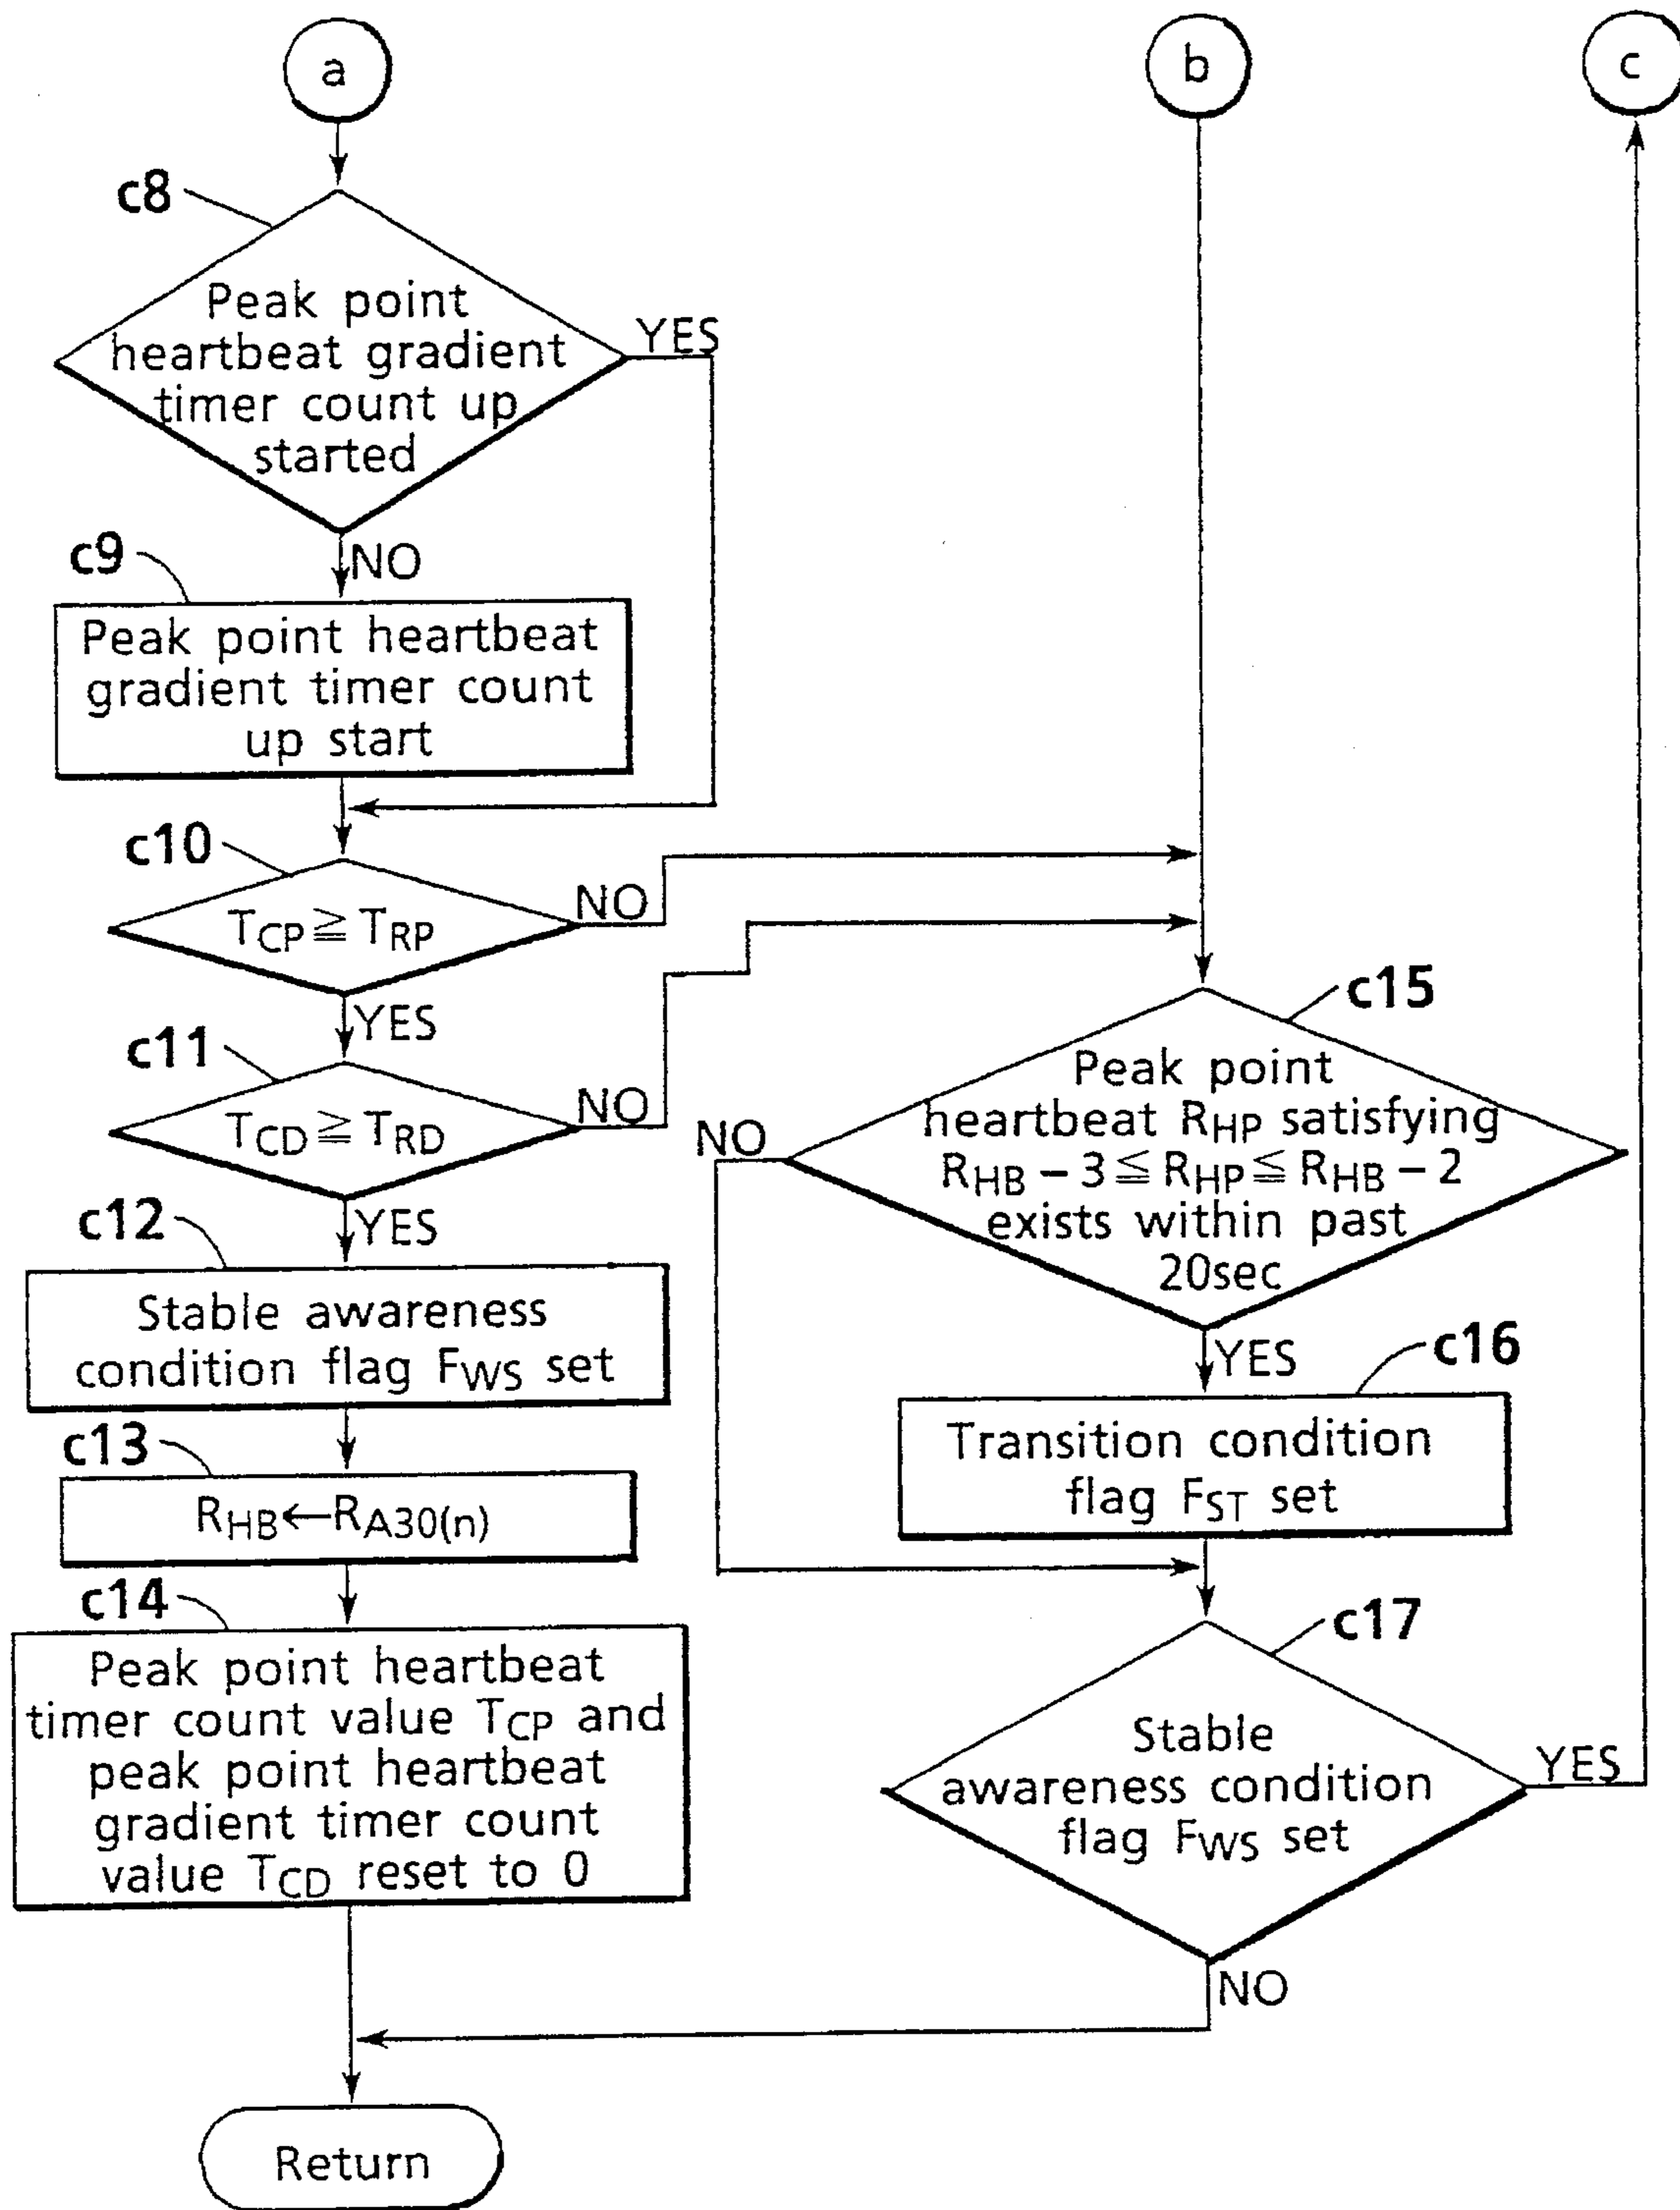 a
b
c
c8
Peak point
heartbeat gradient
timer count up
started
YES
NO
c9
Peak point heartbeat
gradient timer count
up start
c10
TCP ≧ TRP
NO
YES
c11
TCD ≧ TRD
NO
YES
c12
Stable awareness
condition flag FWS set
c13
RHB←RA30(n)
c14
Peak point heartbeat
timer count value TCP and
peak point heartbeat
gradient timer count
value TCD reset to 0
Return
c15
Peak point
heartbeat RHP satisfying
RHB – 3 ≦ RHP ≦ RHB – 2
exists within past
20sec
NO
YES
c16
Transition condition
flag FST set
c17
Stable
awareness condition
flag FWS set
YES
NO